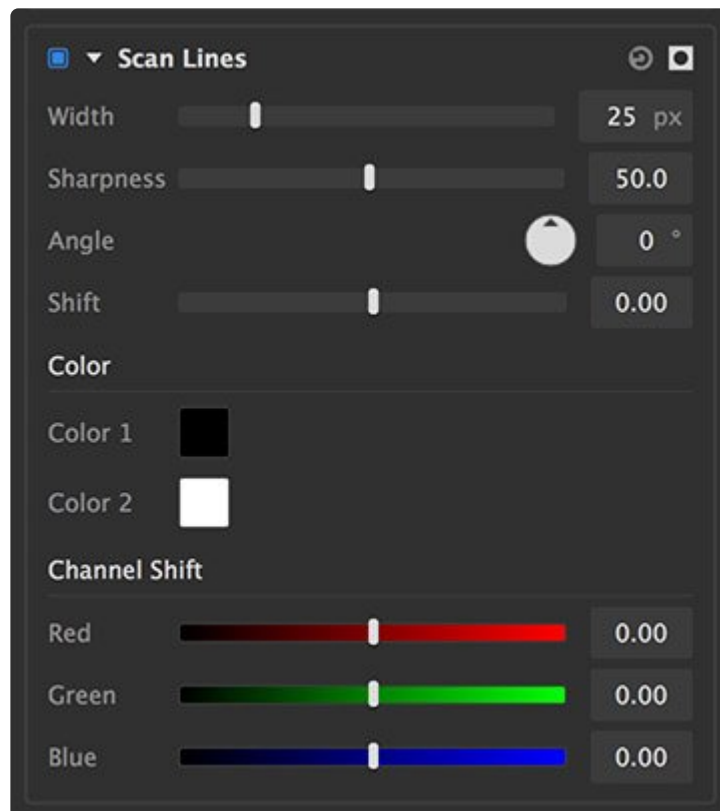 Scan Lines
Width 25 px
Sharpness 50.0
Angle 0 °
Shift 0.00
Color
Color 1
Color 2
Channel Shift
Red 0.00
Green 0.00
Blue 0.00